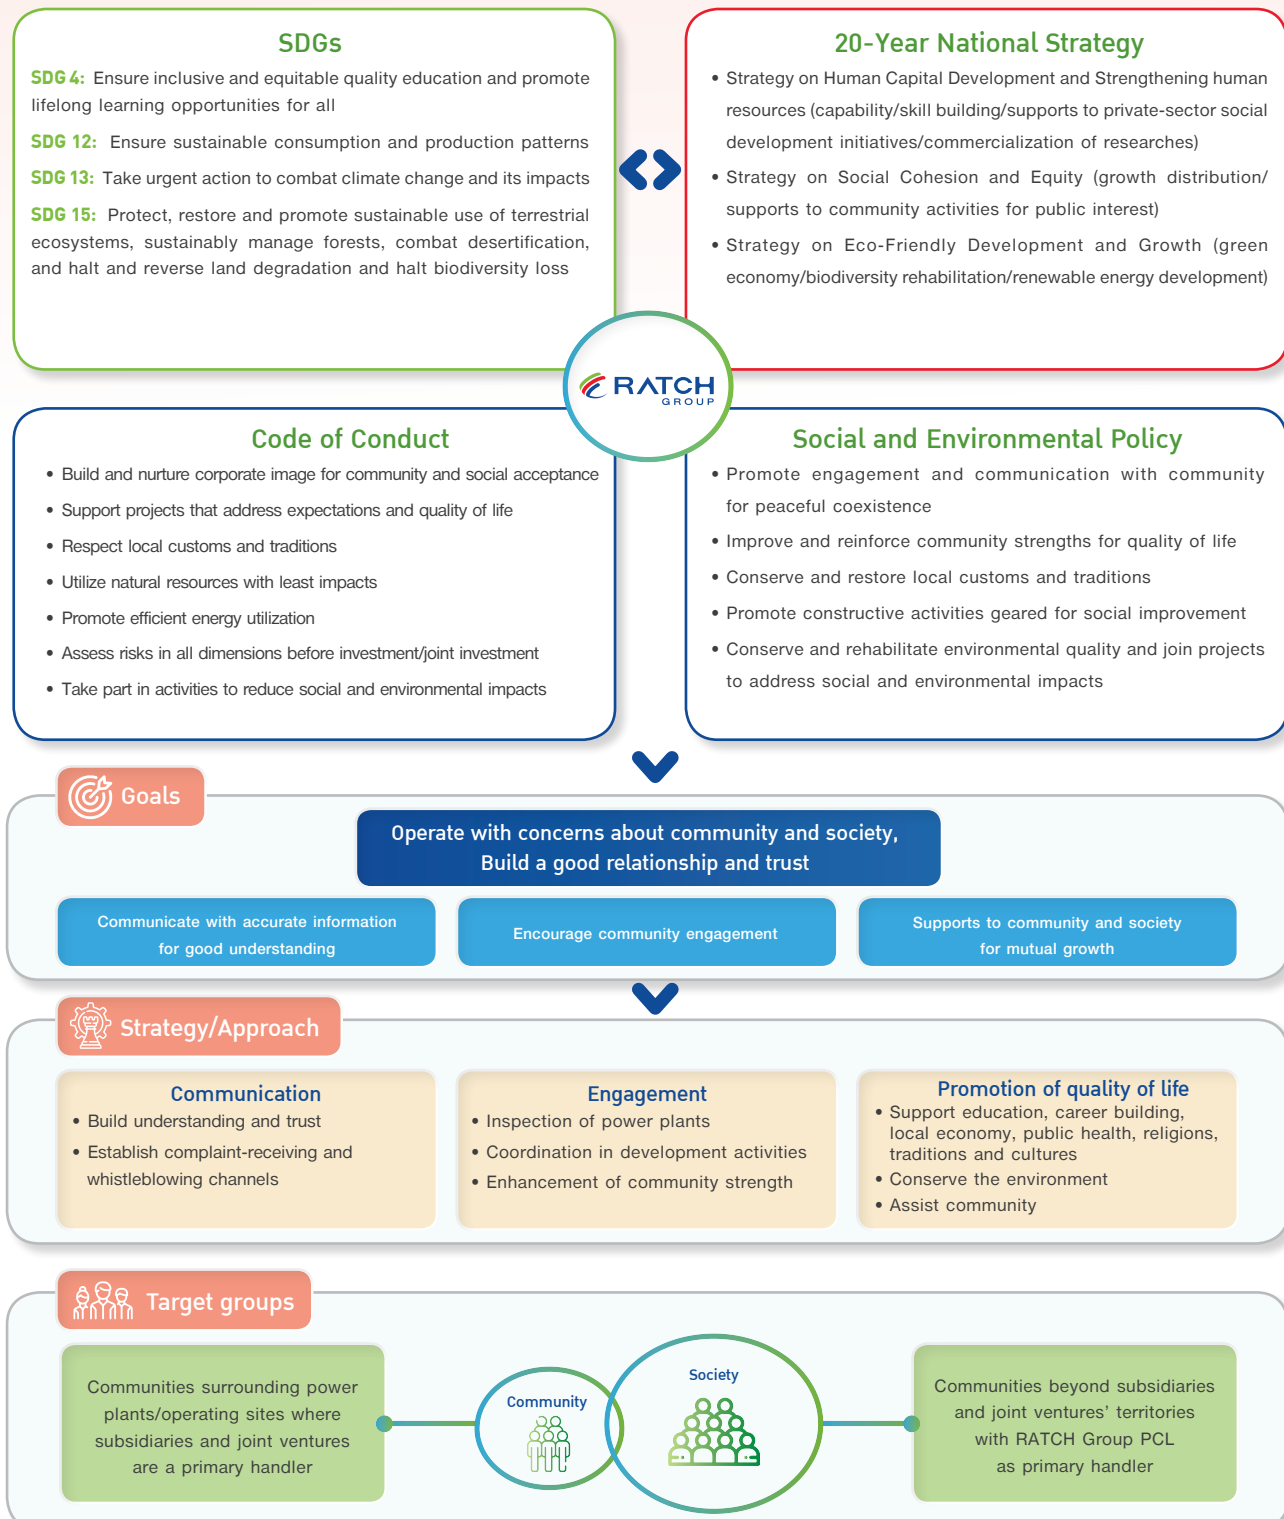 SDGs
SDG 4: Ensure inclusive and equitable quality education and promote
lifelong learning opportunities for all
SDG 12: Ensure sustainable consumption and production patterns
SDG 13: Take urgent action to combat climate change and its impacts
SDG 15: Protect, restore and promote sustainable use of terrestrial
ecosystems, sustainably manage forests, combat desertification,
and halt and reverse land degradation and halt biodiversity loss
20-Year National Strategy
• Strategy on Human Capital Development and Strengthening human
resources (capability/skill building/supports to private-sector social
development initiatives/commercialization of researches)
• Strategy on Social Cohesion and Equity (growth distribution/
supports to community activities for public interest)
• Strategy on Eco-Friendly Development and Growth (green
economy/biodiversity rehabilitation/renewable energy development)
RATCH
GROUP
Code of Conduct
• Build and nurture corporate image for community and social acceptance
• Support projects that address expectations and quality of life
• Respect local customs and traditions
• Utilize natural resources with least impacts
• Promote efficient energy utilization
• Assess risks in all dimensions before investment/joint investment
• Take part in activities to reduce social and environmental impacts
Social and Environmental Policy
• Promote engagement and communication with community
for peaceful coexistence
• Improve and reinforce community strengths for quality of life
• Conserve and restore local customs and traditions
• Promote constructive activities geared for social improvement
• Conserve and rehabilitate environmental quality and join projects
to address social and environmental impacts
Goals
Operate with concerns about community and society,
Build a good relationship and trust
Communicate with accurate information
for good understanding
Encourage community engagement
Supports to community and society
for mutual growth
Strategy/Approach
Communication
• Build understanding and trust
• Establish complaint-receiving and
whistleblowing channels
Engagement
• Inspection of power plants
• Coordination in development activities
• Enhancement of community strength
Promotion of quality of life
• Support education, career building,
local economy, public health, religions,
traditions and cultures
• Conserve the environment
• Assist community
Target groups
Communities surrounding power
plants/operating sites where
subsidiaries and joint ventures
are a primary handler
Community
Society
Communities beyond subsidiaries
and joint ventures' territories
with RATCH Group PCL
as primary handler